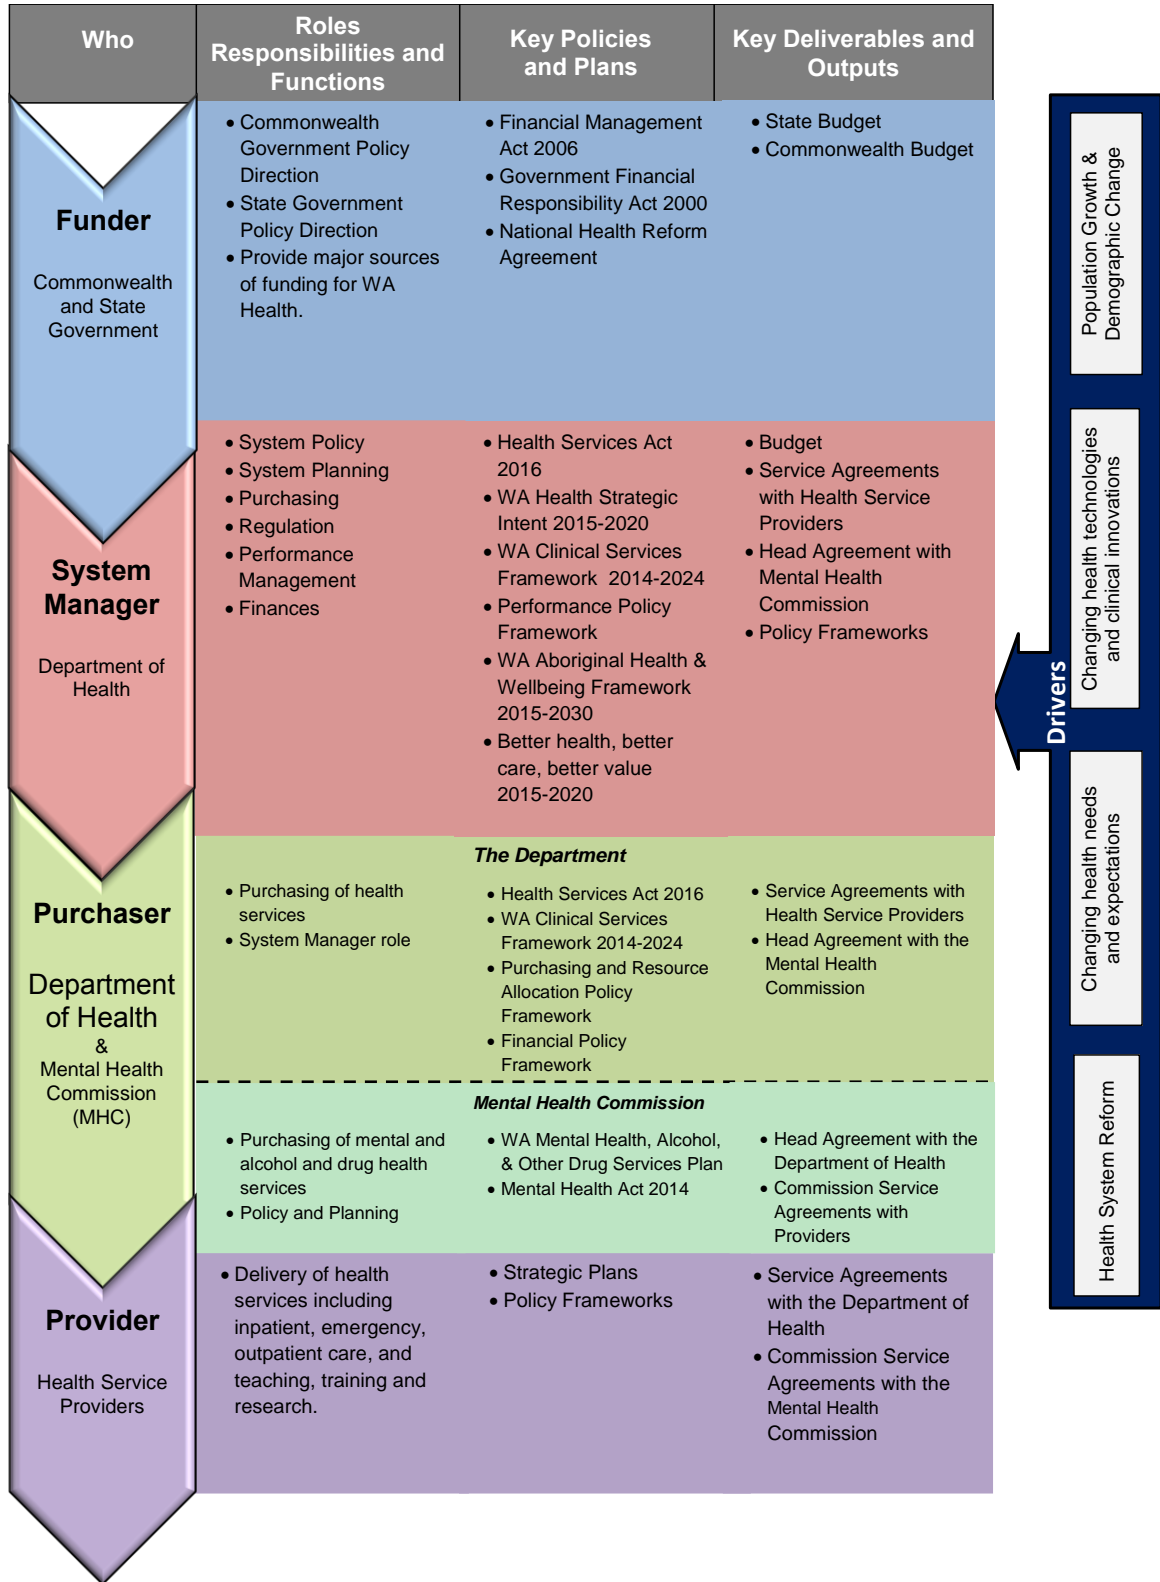 Who
Roles
Responsibilities and
Functions
Key Policies
and Plans
Key Deliverables and
Outputs
Funder
Commonwealth
and State
Government
• Commonwealth
Government Policy
Direction
• State Government
Policy Direction
• Provide major sources
of funding for WA
Health.
• Financial Management
Act 2006
• Government Financial
Responsibility Act 2000
• National Health Reform
Agreement
• State Budget
• Commonwealth Budget
System
Manager
Department of
Health
• System Policy
• System Planning
• Purchasing
• Regulation
• Performance
Management
• Finances
• Health Services Act
2016
• WA Health Strategic
Intent 2015-2020
• WA Clinical Services
Framework 2014-2024
• Performance Policy
Framework
• WA Aboriginal Health &
Wellbeing Framework
2015-2030
• Better health, better
care, better value
2015-2020
• Budget
• Service Agreements
with Health Service
Providers
• Head Agreement with
Mental Health
Commission
• Policy Frameworks
Purchaser
Department
of Health
&
Mental Health
Commission
(MHC)
The Department
• Purchasing of health
services
• System Manager role
• Health Services Act 2016
• WA Clinical Services
Framework 2014-2024
• Purchasing and Resource
Allocation Policy
Framework
• Financial Policy
Framework
• Service Agreements with
Health Service Providers
• Head Agreement with the
Mental Health
Commission
Mental Health Commission
• Purchasing of mental and
alcohol and drug health
services
• Policy and Planning
• WA Mental Health, Alcohol,
& Other Drug Services Plan
• Mental Health Act 2014
• Head Agreement with the
Department of Health
• Commission Service
Agreements with
Providers
Provider
Health Service
Providers
• Delivery of health
services including
inpatient, emergency,
outpatient care, and
teaching, training and
research.
• Strategic Plans
• Policy Frameworks
• Service Agreements
with the Department of
Health
• Commission Service
Agreements with the
Mental Health
Commission
Drivers
Population Growth &
Demographic Change
Changing health technologies
and clinical innovations
Changing health needs
and expectations
Health System Reform